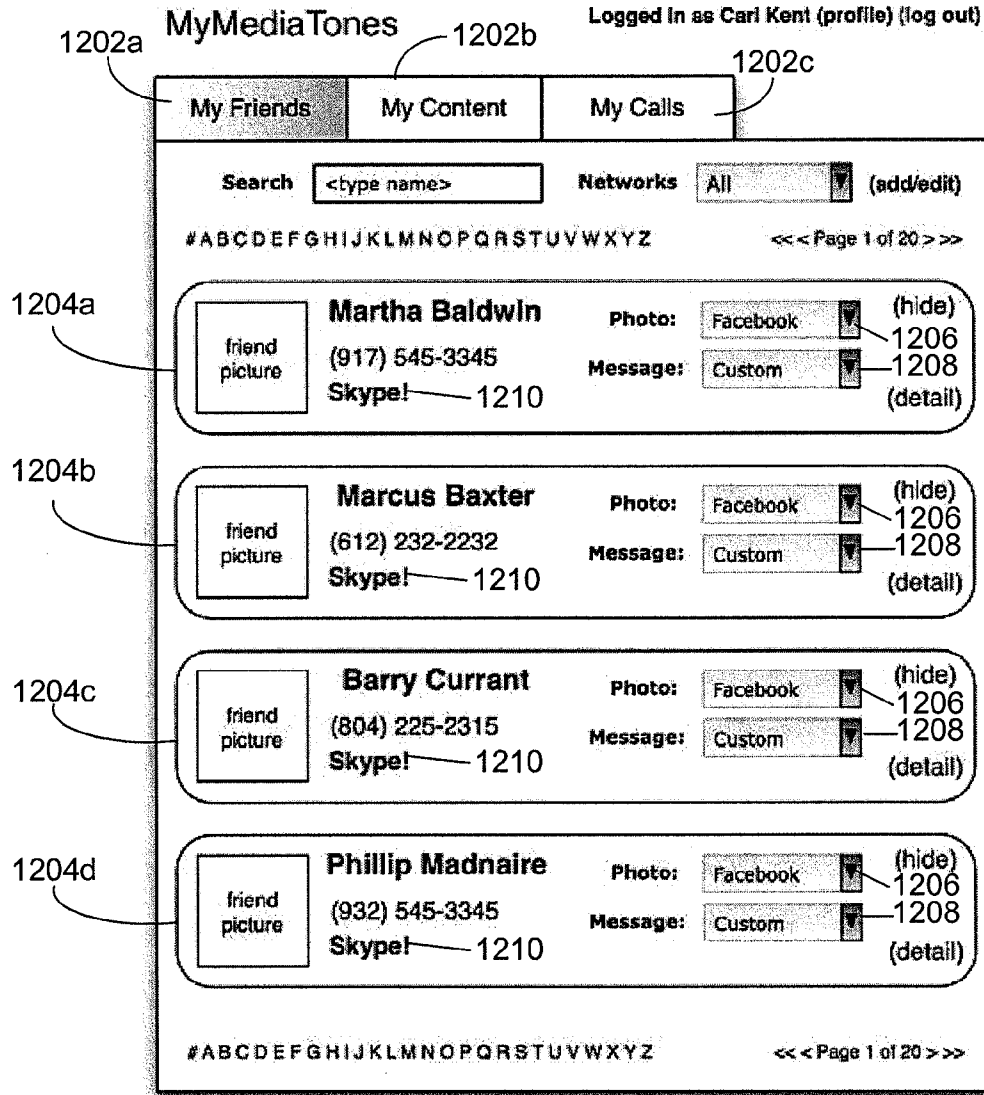 MyMediaTones Logged in as Carl Kent (profile) (log out)
1202a 1202b 1202c
My Friends My Content My Calls
Search <type name> Networks All (add/edit)
#ABCDEFGHIJKLMNOPQRSTUVWXYZ << < Page 1 of 20 > >>
1204a
friend picture
Martha Baldwin
(917) 545-3345
Skype! 1210
Photo: Facebook (hide) 1206
Message: Custom 1208
(detail)
1204b
friend picture
Marcus Baxter
(612) 232-2232
Skype! 1210
Photo: Facebook (hide) 1206
Message: Custom 1208
(detail)
1204c
friend picture
Barry Currant
(804) 225-2315
Skype! 1210
Photo: Facebook (hide) 1206
Message: Custom 1208
(detail)
1204d
friend picture
Phillip Madnaire
(932) 545-3345
Skype! 1210
Photo: Facebook (hide) 1206
Message: Custom 1208
(detail)
#ABCDEFGHIJKLMNOPQRSTUVWXYZ << < Page 1 of 20 > >>